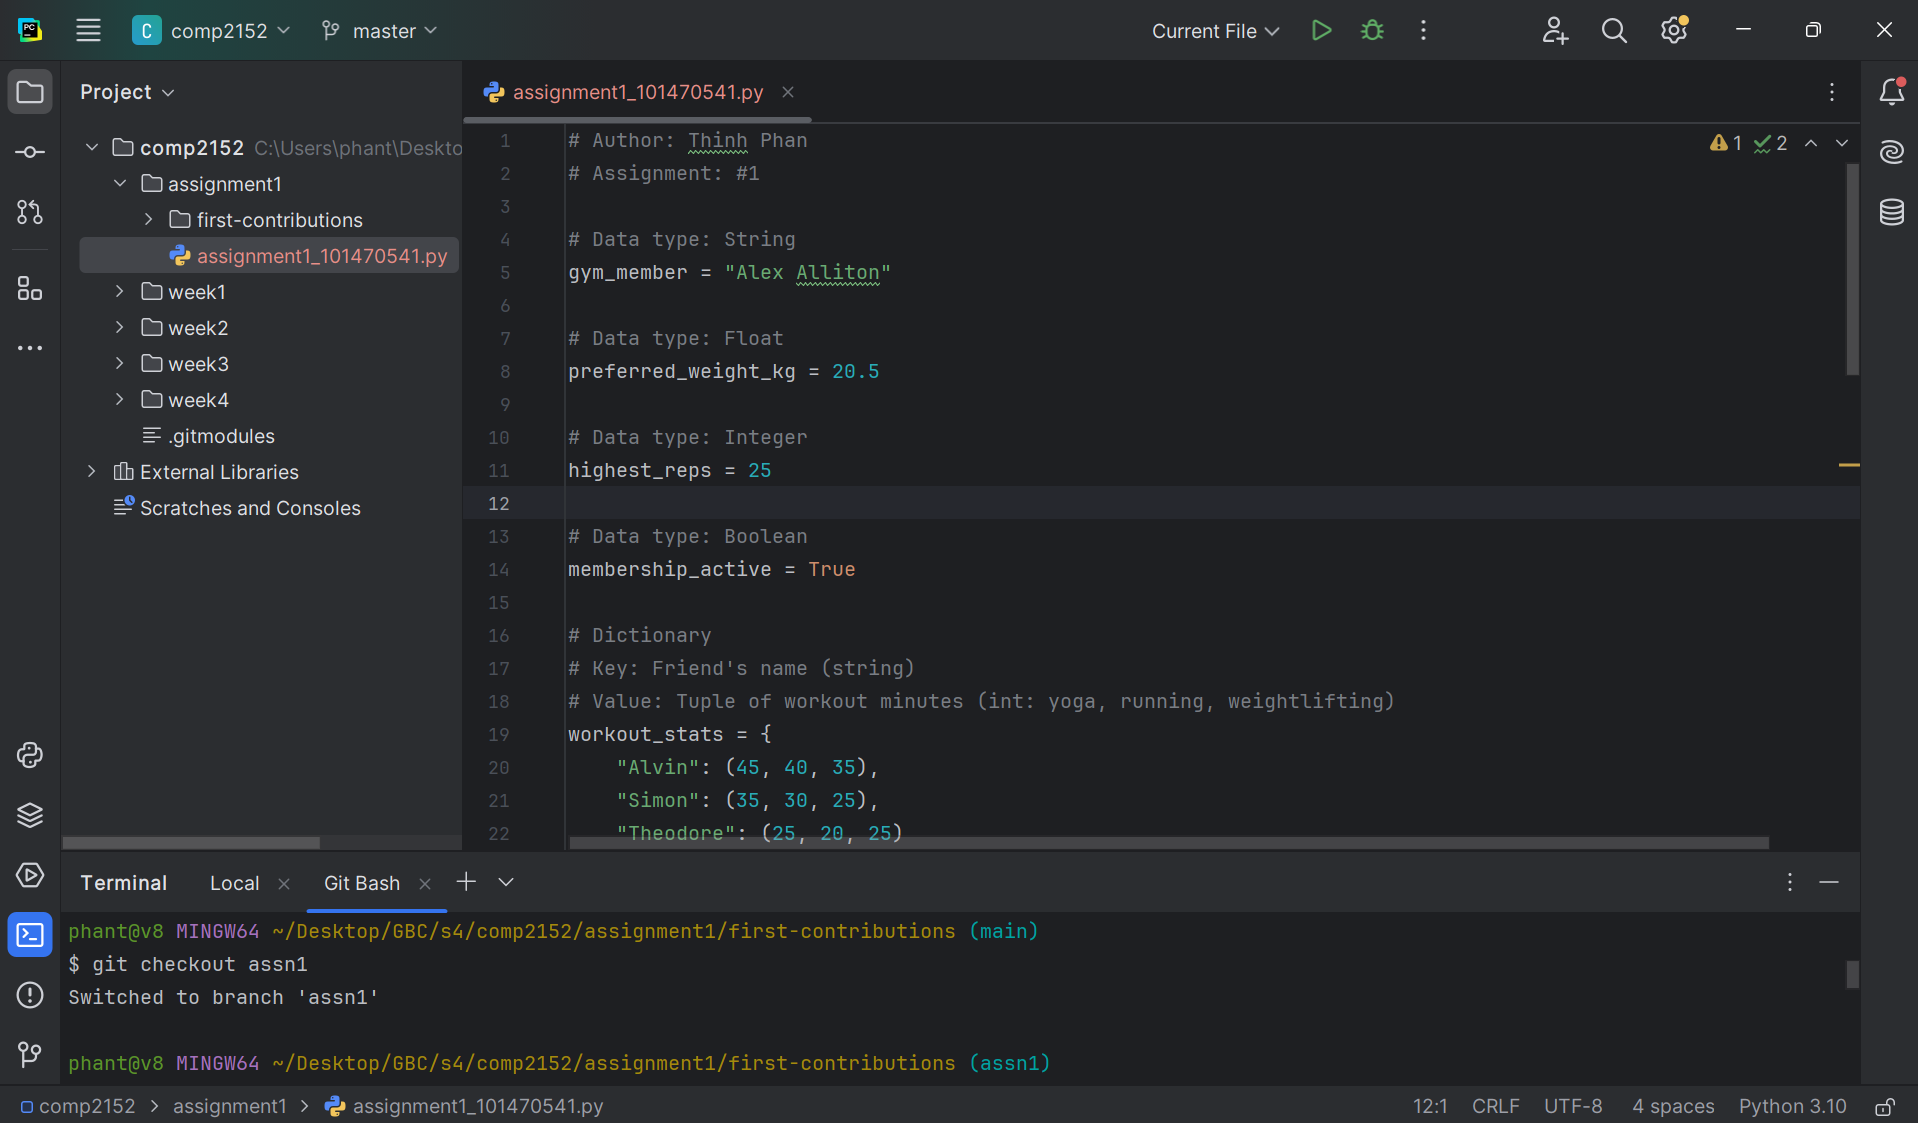 PC
C comp2152 master Current File
Project
comp2152 C:\Users\phant\Deskto
assignment1
first-contributions
assignment1_101470541.py
week1
week2
week3
week4
.gitmodules
External Libraries
Scratches and Consoles
assignment1_101470541.py
1 2
1 # Author: Thinh Phan
2 # Assignment: #1
3
4 # Data type: String
5 gym_member = "Alex Alliton"
6
7 # Data type: Float
8 preferred_weight_kg = 20.5
9
10 # Data type: Integer
11 highest_reps = 25
12
13 # Data type: Boolean
14 membership_active = True
15
16 # Dictionary
17 # Key: Friend's name (string)
18 # Value: Tuple of workout minutes (int: yoga, running, weightlifting)
19 workout_stats = {
20 "Alvin": (45, 40, 35),
21 "Simon": (35, 30, 25),
22 "Theodore": (25, 20, 25)
Terminal Local Git Bash
phant@v8 MINGW64 ~/Desktop/GBC/s4/comp2152/assignment1/first-contributions (main)
$ git checkout assn1
Switched to branch 'assn1'
phant@v8 MINGW64 ~/Desktop/GBC/s4/comp2152/assignment1/first-contributions (assn1)
comp2152 > assignment1 > assignment1_101470541.py 12:1 CRLF UTF-8 4 spaces Python 3.10